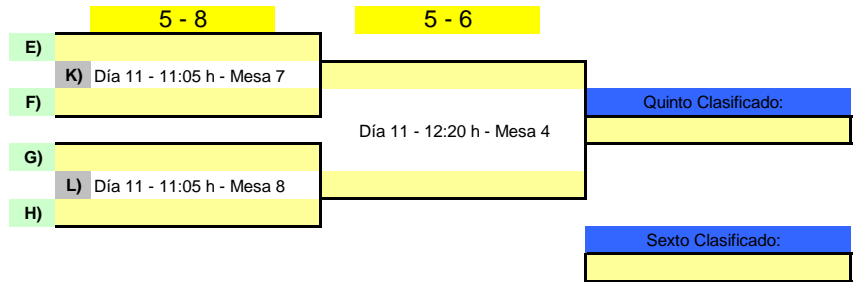 5 - 8 5 - 6
E)
K) Día 11 - 11:05 h - Mesa 7
F) Quinto Clasificado:
Día 11 - 12:20 h - Mesa 4
G)
L) Día 11 - 11:05 h - Mesa 8
H)
Sexto Clasificado: